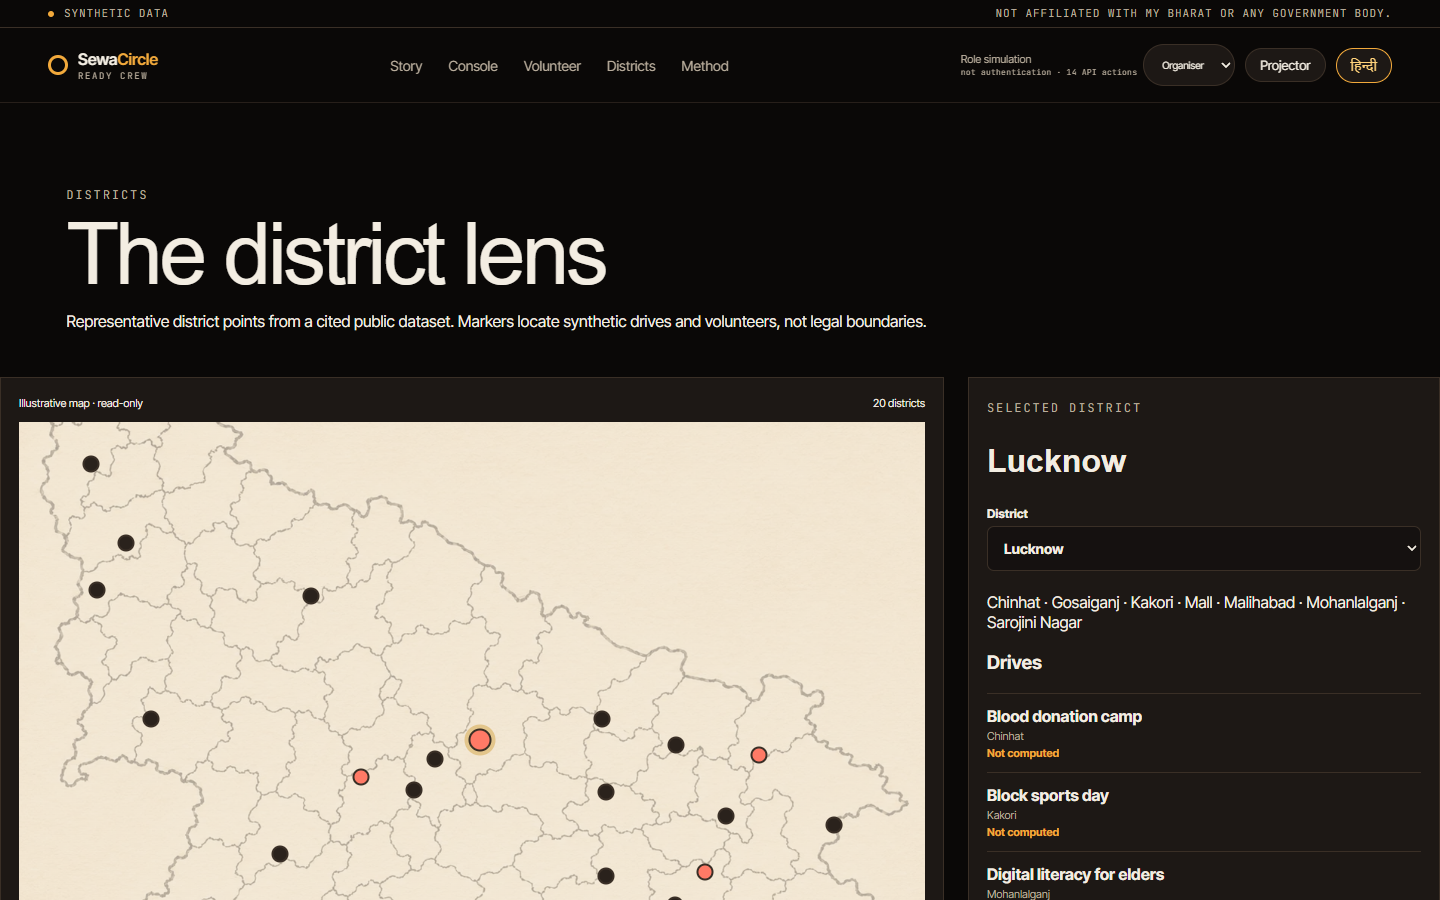 SYNTHETIC DATA
NOT AFFILIATED WITH MY BHARAT OR ANY GOVERNMENT BODY.
SewaCircle
READY CREW
Story
Console
Volunteer
Districts
Method
Role simulation
not authentication · 14 API actions
Organiser
Projector
हिन्दी
DISTRICTS
The district lens
Representative district points from a cited public dataset. Markers locate synthetic drives and volunteers, not legal boundaries.
Illustrative map · read-only
20 districts
SELECTED DISTRICT
Lucknow
District
Lucknow
Chinhat · Gosaiganj · Kakori · Mall · Malihabad · Mohanlalganj ·
Sarojini Nagar
Drives
Blood donation camp
Chinhat
Not computed
Block sports day
Kakori
Not computed
Digital literacy for elders
Mohanlalganj